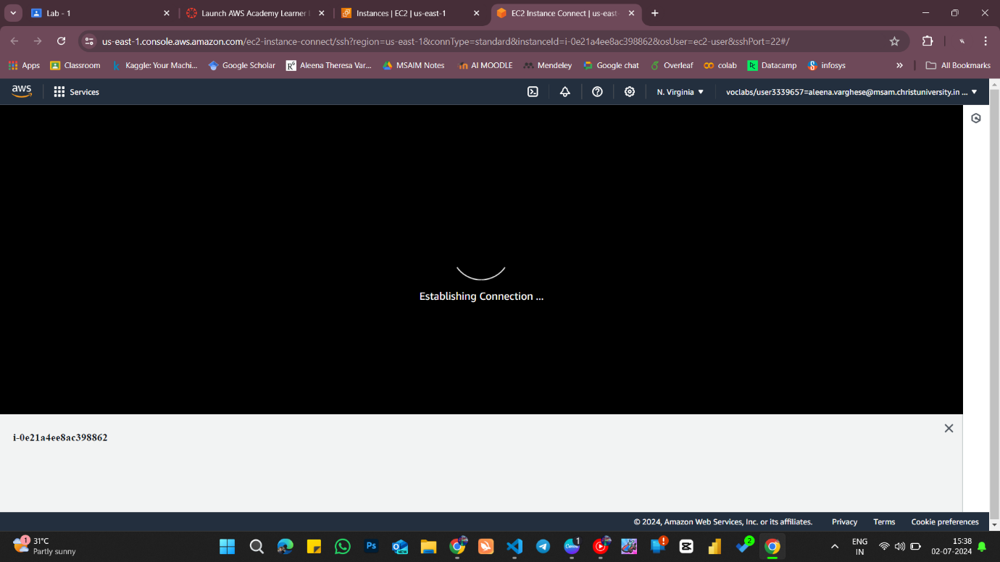 Lab - 1
Launch AWS Academy Learner
Instances | EC2 | us-east-1
EC2 Instance Connect | us-east
us-east-1.console.aws.amazon.com/ec2-instance-connect/ssh?region=us-east-1&connType=standard&instanceId=i-0e21a4ee8ac398862&osUser=ec2-user&sshPort=22#/
Apps
Classroom
Kaggle: Your Machi...
Google Scholar
Aleena Theresa Var...
MSAIM Notes
AI MOODLE
Mendeley
Google chat
Overleaf
colab
Datacamp
infosys
All Bookmarks
aws
Services
N. Virginia
voclabs/user3339657=aleena.varghese@msam.christuniversity.in ...
Establishing Connection ...
i-0e21a4ee8ac398862
© 2024, Amazon Web Services, Inc. or its affiliates.
Privacy
Terms
Cookie preferences
1
31°C
Partly sunny
Ps
NEW
1
2
ENG
IN
15:38
02-07-2024